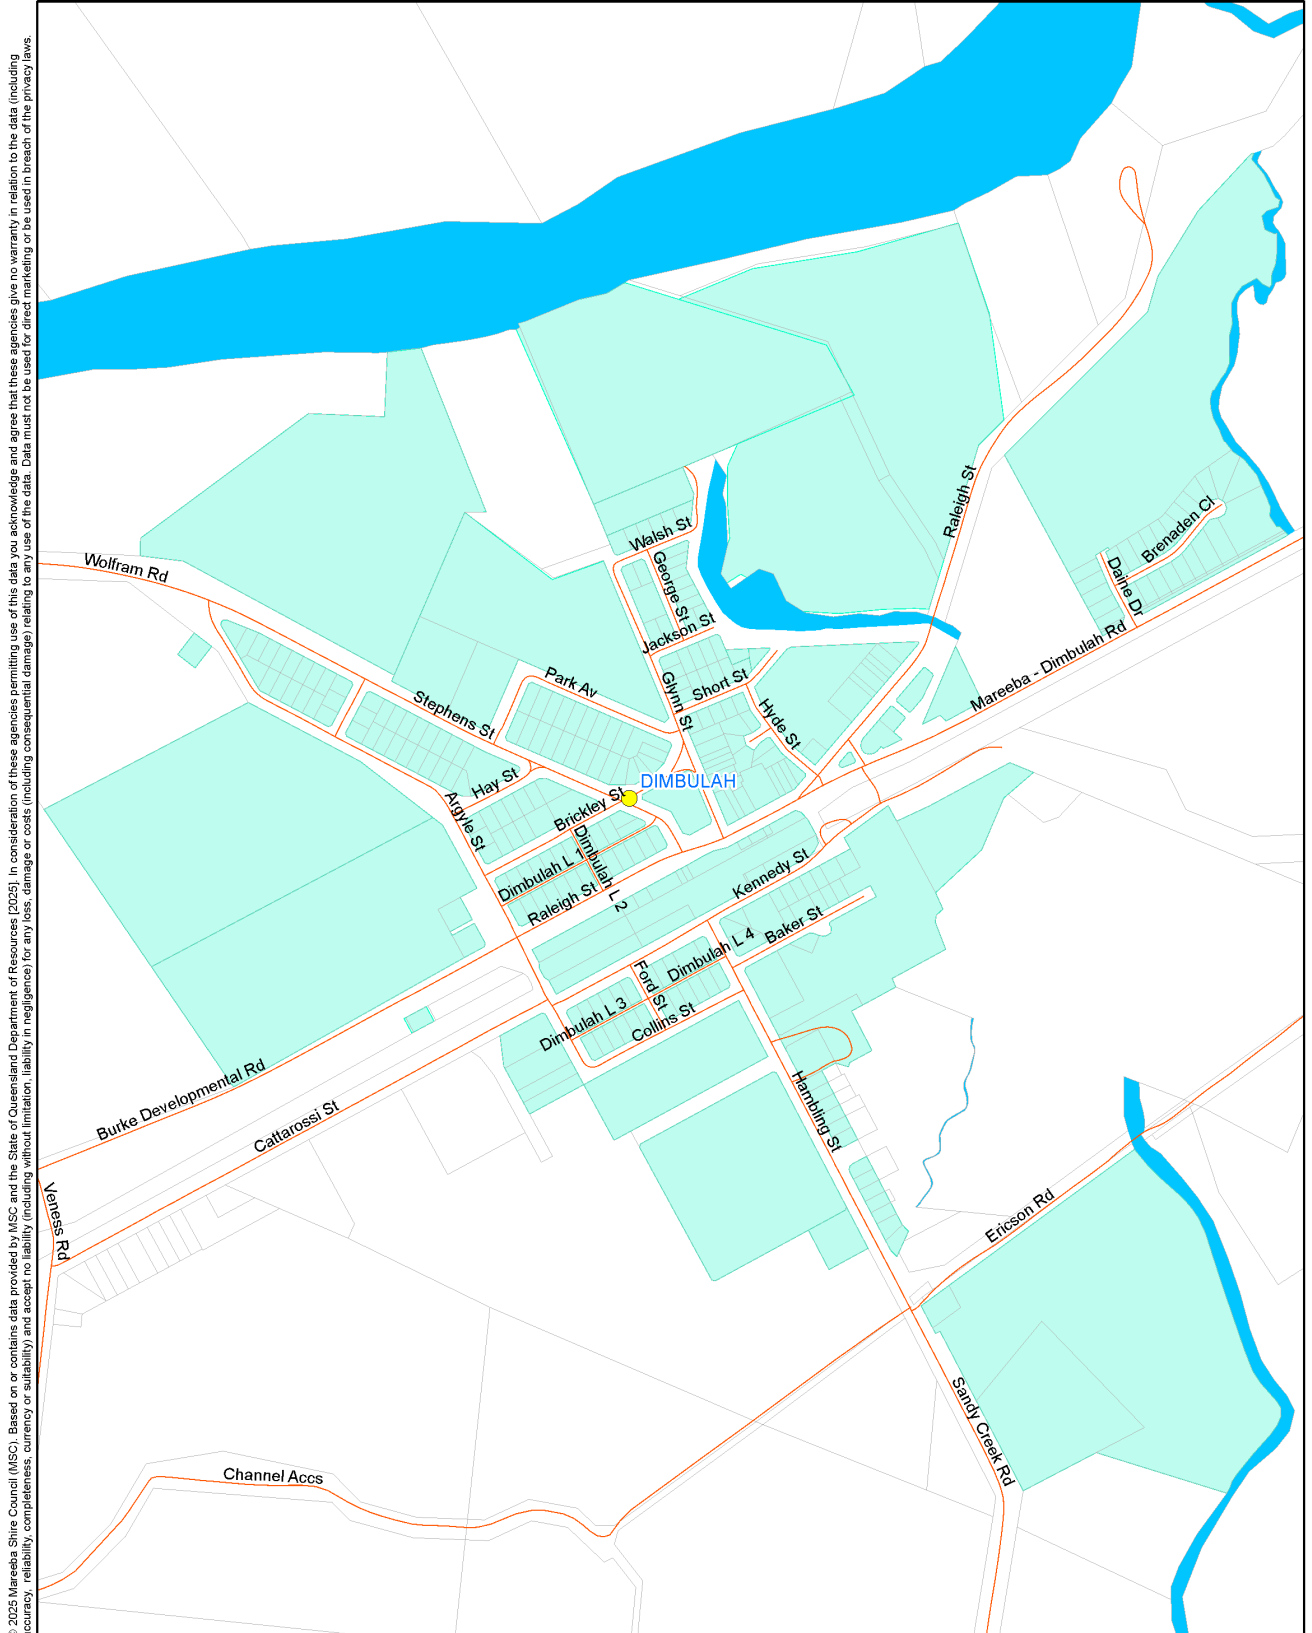 © 2025 Mareeba Shire Council (MSC). Based on or contains data provided by MSC and the State of Queensland Department of Resources [2025]. In consideration of these agencies permitting use of this data you acknowledge and agree that these agencies give no warranty in relation to the data (including
accuracy, reliability, completeness, currency or suitability) and accept no liability (including without limitation, liability in negligence) for any loss, damage or costs (including consequential damage) relating to any use of the data. Data must not be used for direct marketing or be used in breach of the privacy laws.
Raleigh St
Brenaden Cl
Walsh St
Wolfram Rd
George St
Daine Dr
Jackson St
Mareeba - Dimbulah Rd
Park Av
Short St
Glynn St
Stephens St
Hyde St
Hay St
DIMBULAH
Argyle St
Brickley St
Dimbulah L 1
Dimbulah L 2
Kennedy St
Raleigh St
Baker St
Dimbulah L 4
Ford St
Dimbulah L 3
Collins St
Burke Developmental Rd
Cattarossi St
Hambling St
Veness Rd
Ericson Rd
Sandy Creek Rd
Channel Accs